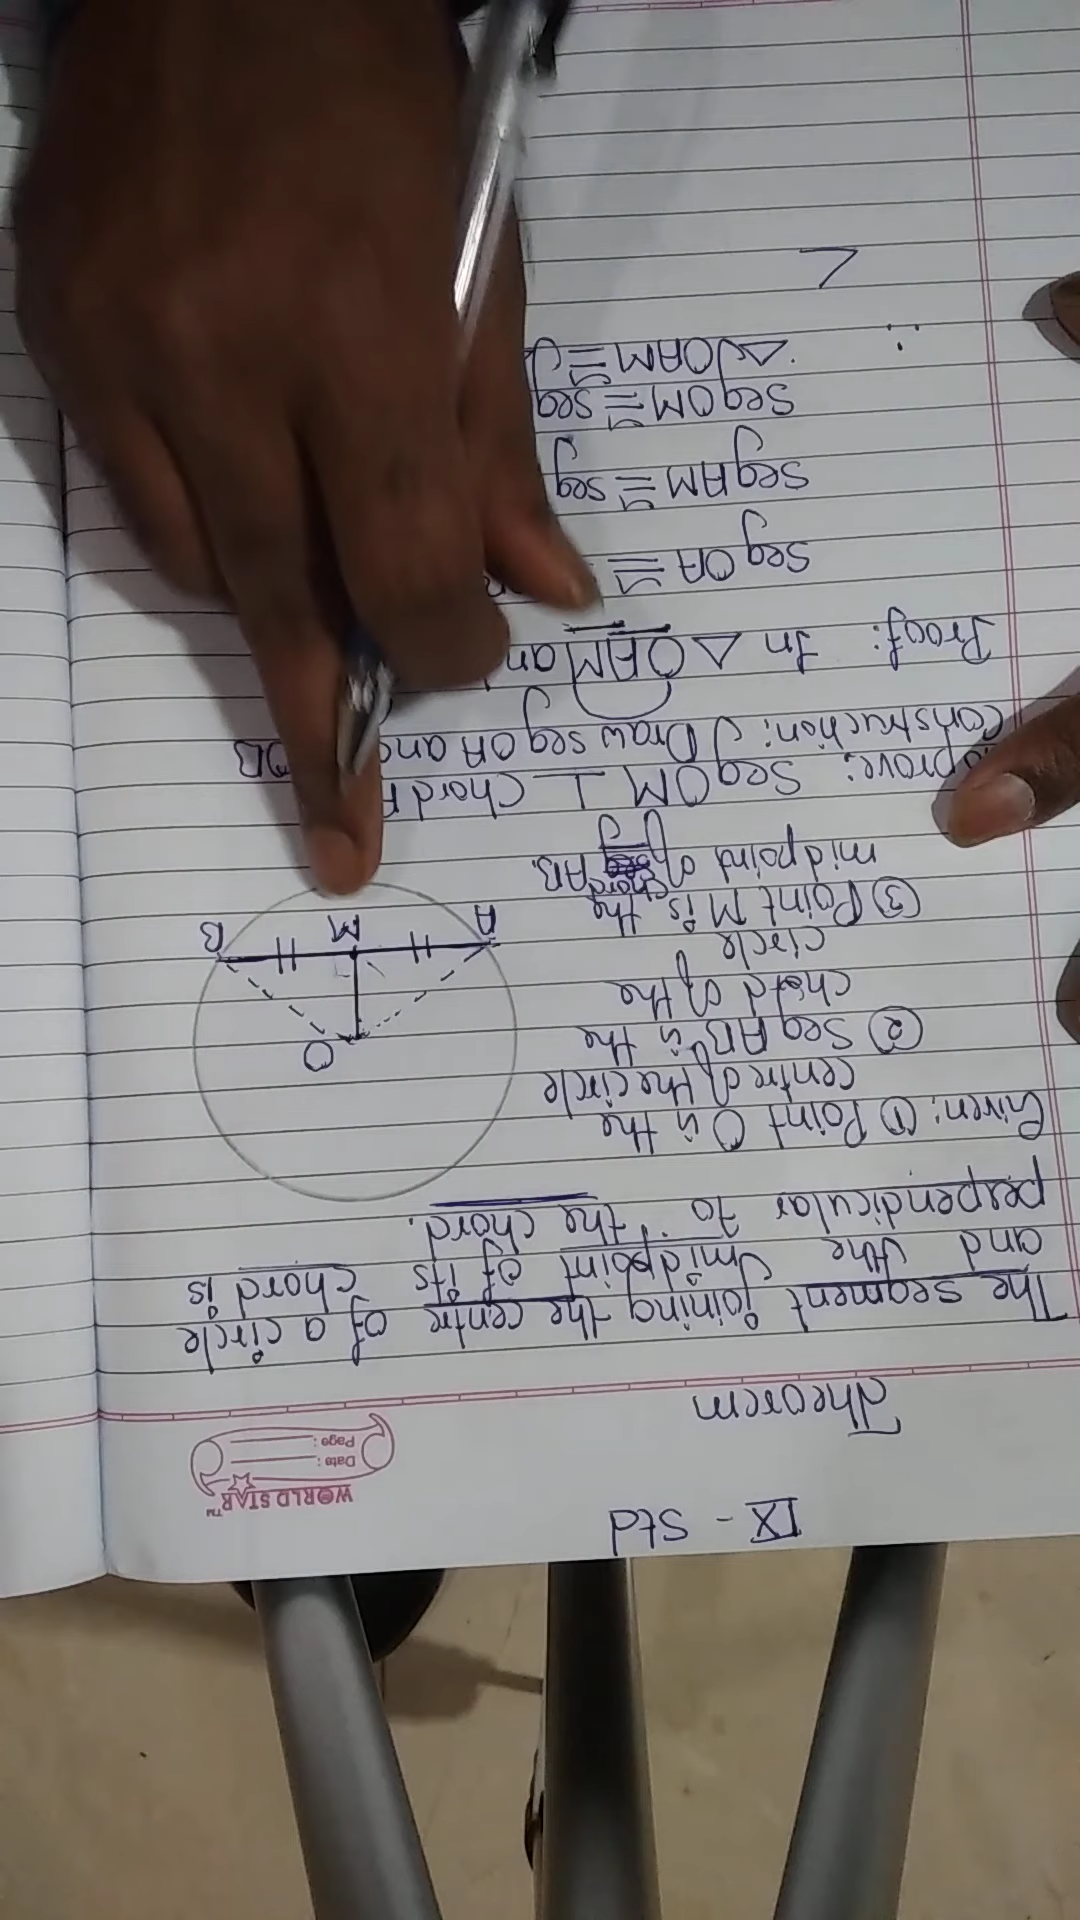 IX - Std
WORLD STAR™
Date:
Page:
Theorem
The segment joining the centre of a circle
and the midpoint of its chord is
perpendicular to the chord.
Given: ① Point O is the
centre of the circle
② Seg AB is the
chord of the
circle
③ Point M is the
midpoint of chord AB.
O
A
M
B
prove: Seg OM ⊥ Chord
Construction: Draw seg OA and OB
Proof: In △ OAM an
seg OA ≅
seg AM ≅ seg
seg OM ≅ seg
△ OAM ≅
∴
∠